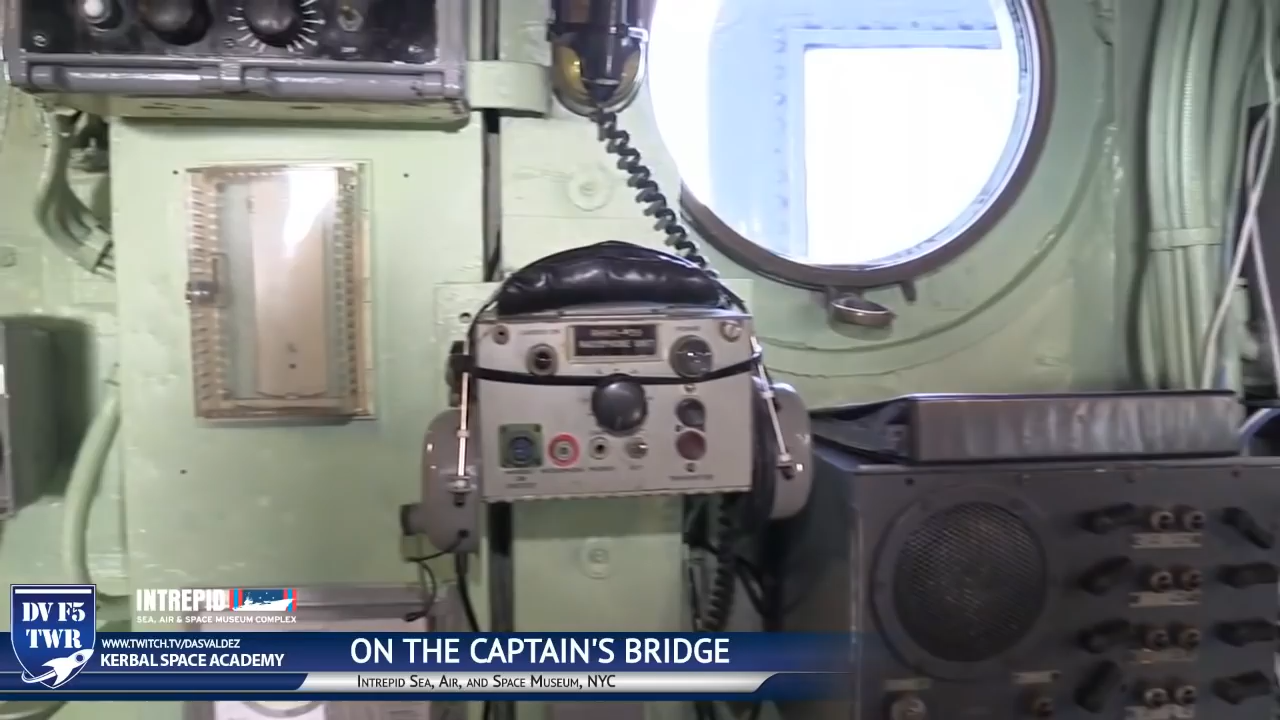 DV F5
TWR
INTREPID
SEA, AIR & SPACE MUSEUM COMPLEX
WWW.TWITCH.TV/DASVALDEZ
KERBAL SPACE ACADEMY
ON THE CAPTAIN'S BRIDGE
Intrepid Sea, Air, and Space Museum, NYC